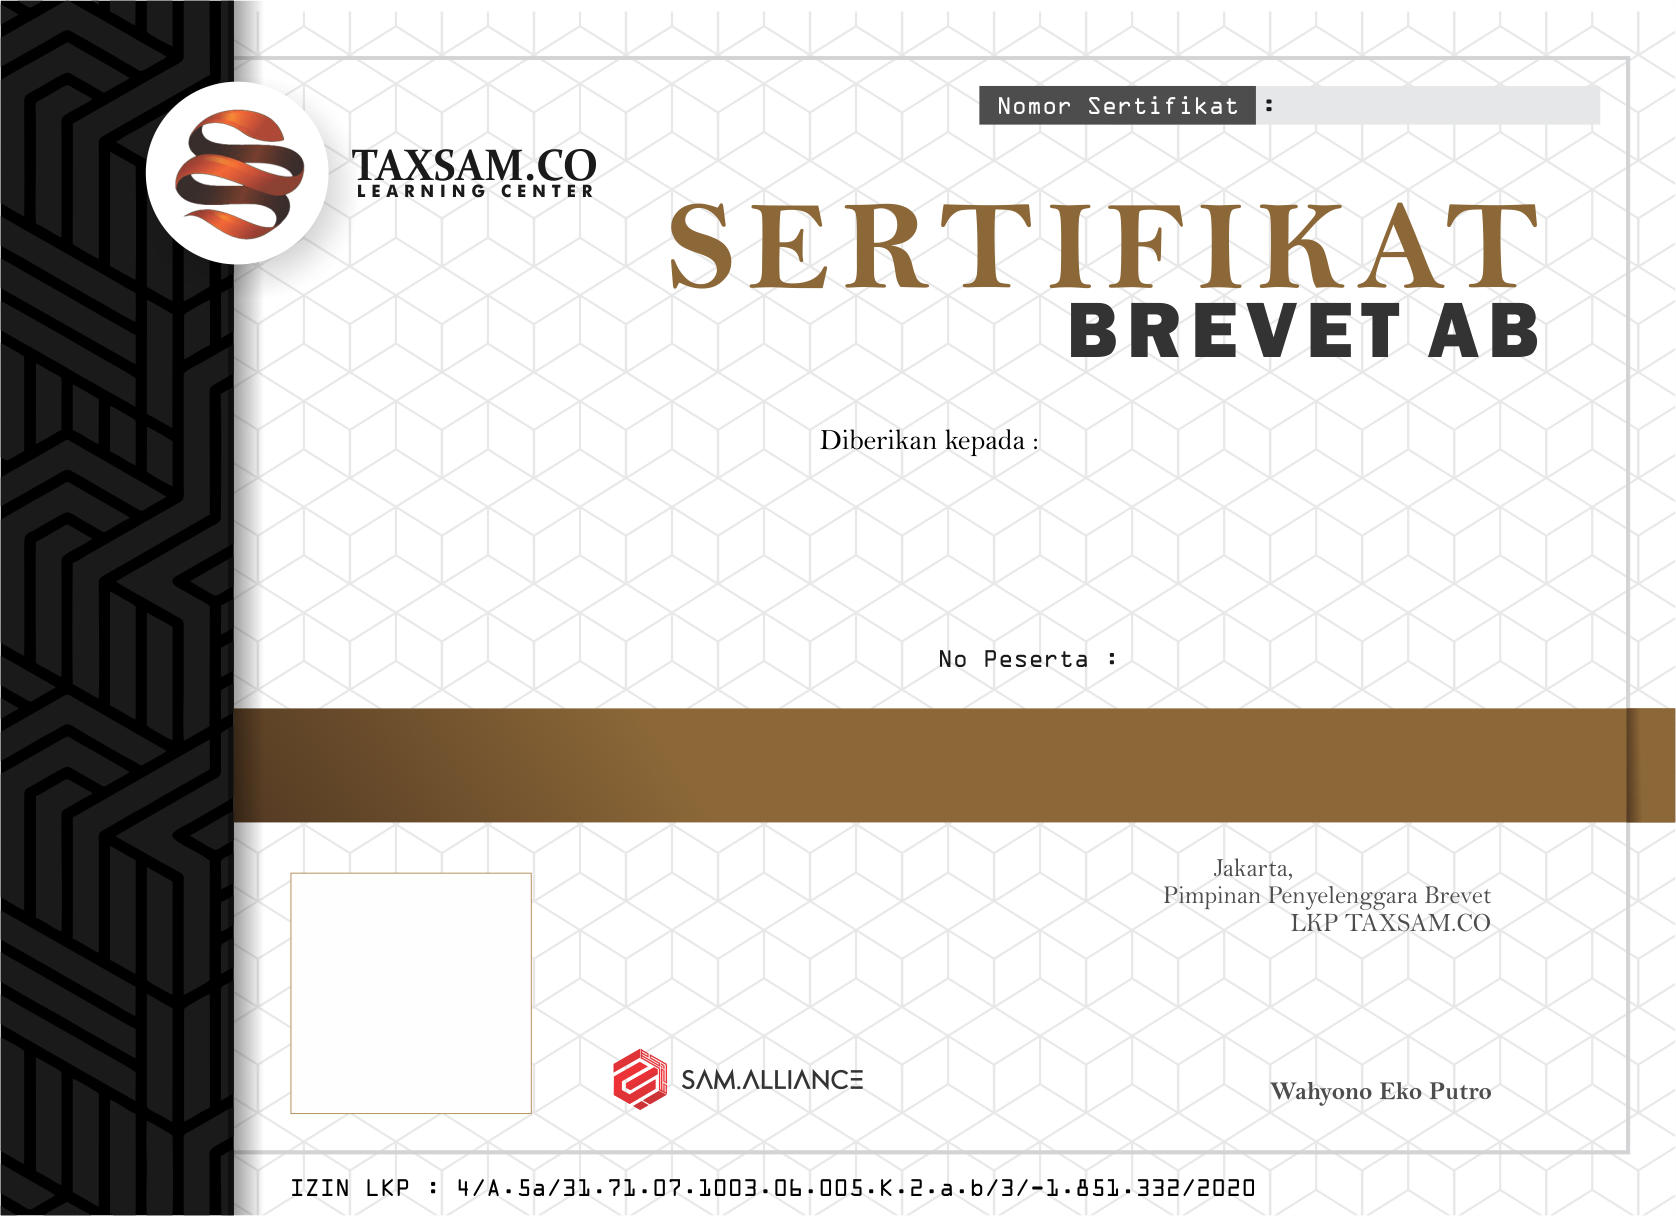 Nomor Sertifikat :
TAXSAM.CO
LEARNING CENTER
SERTIFIKAT
BREVET AB
Diberikan kepada :
No Peserta :
Jakarta,
Pimpinan Penyelenggara Brevet
LKP TAXSAM.CO
SAM.ALLIANCE
Wahyono Eko Putro
IZIN LKP : 4/A.5a/31.71.07.1003.06.005.K.2.a.b/3/-1.851.332/2020